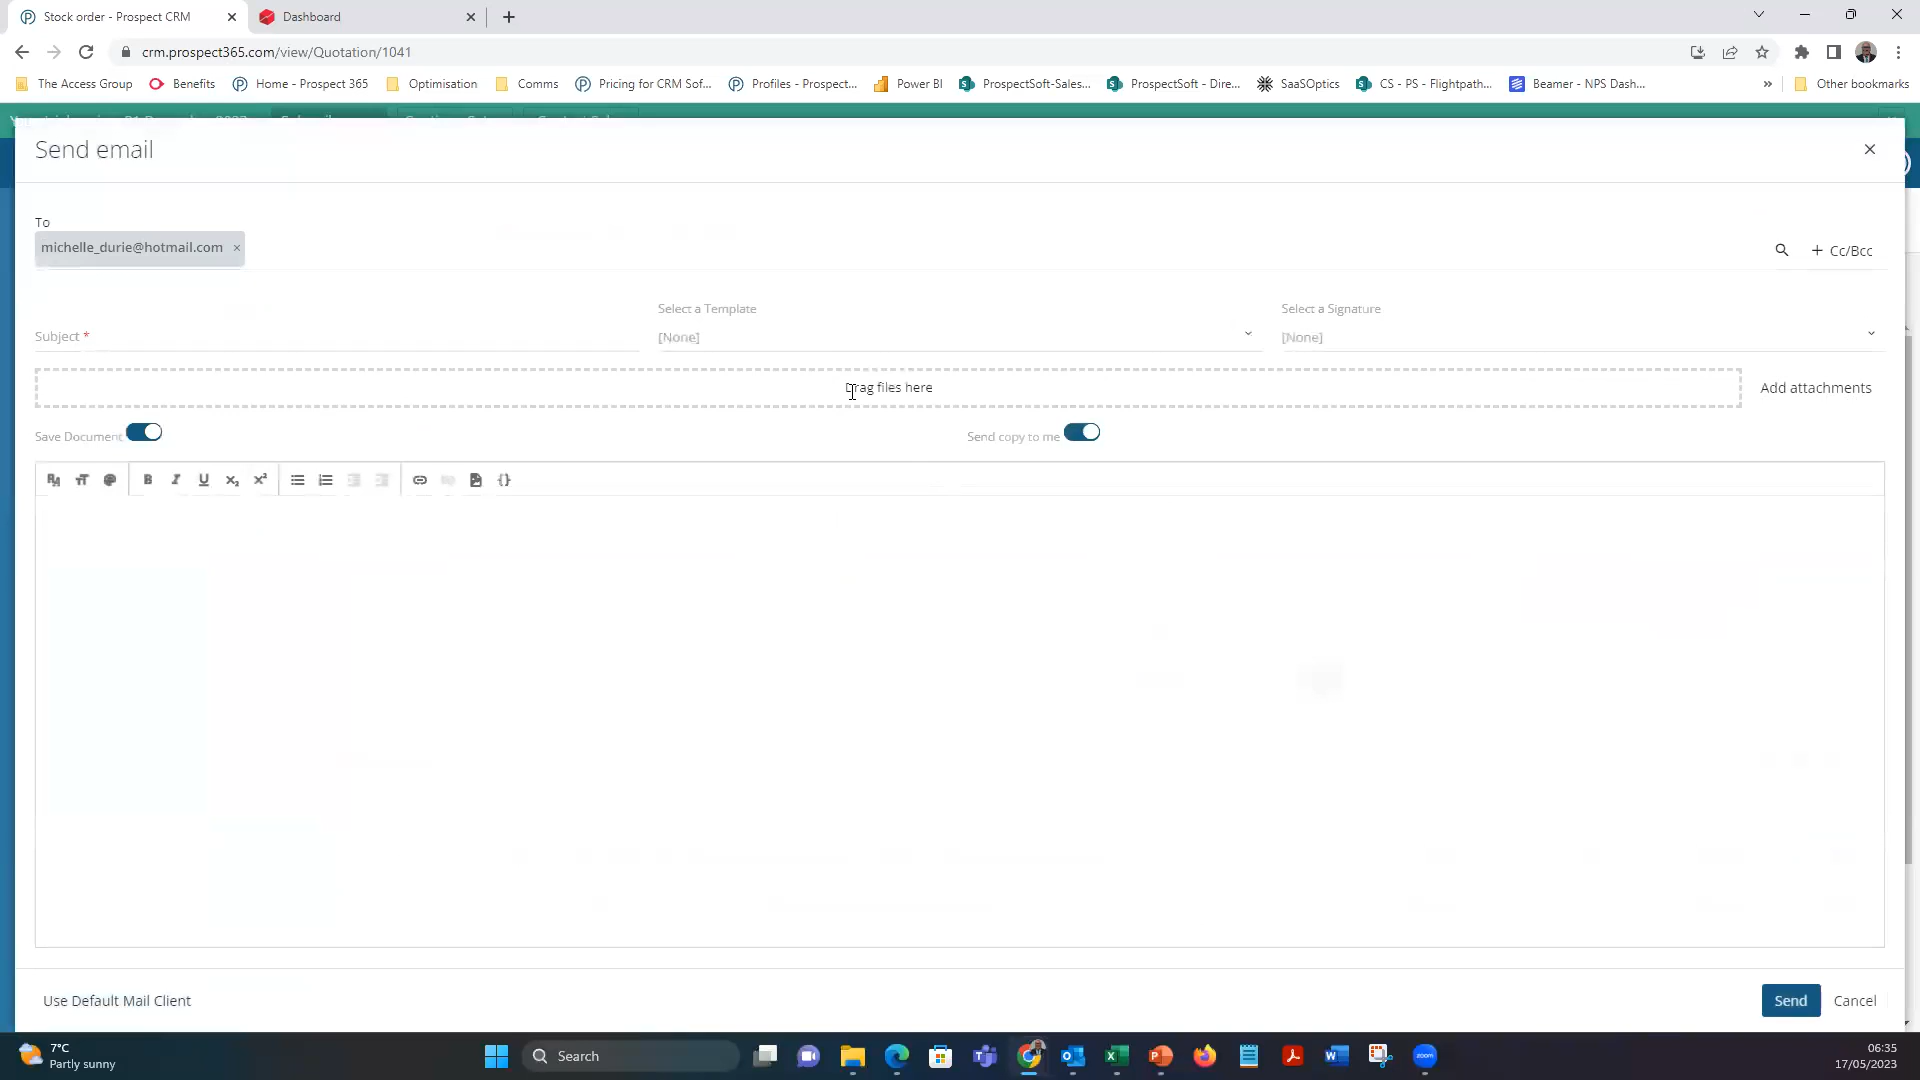 Stock order - Prospect CRM
Dashboard
crm.prospect365.com/view/Quotation/1041
The Access Group
Benefits
Home - Prospect 365
Optimisation
Comms
Pricing for CRM Sof...
Profiles - Prospect...
Power BI
ProspectSoft-Sales...
ProspectSoft - Dire...
SaaSOptics
CS - PS - Flightpath...
Beamer - NPS Dash...
»
Other bookmarks
Send email
To
michelle_durie@hotmail.com ×
+ Cc/Bcc
Select a Template
Select a Signature
Subject *
[None]
[None]
Drag files here
Add attachments
Save Document
Send copy to me
B I U X₂ X²
{}
Use Default Mail Client
Send
Cancel
7°C
Partly sunny
Search
zoom
06:35
17/05/2023